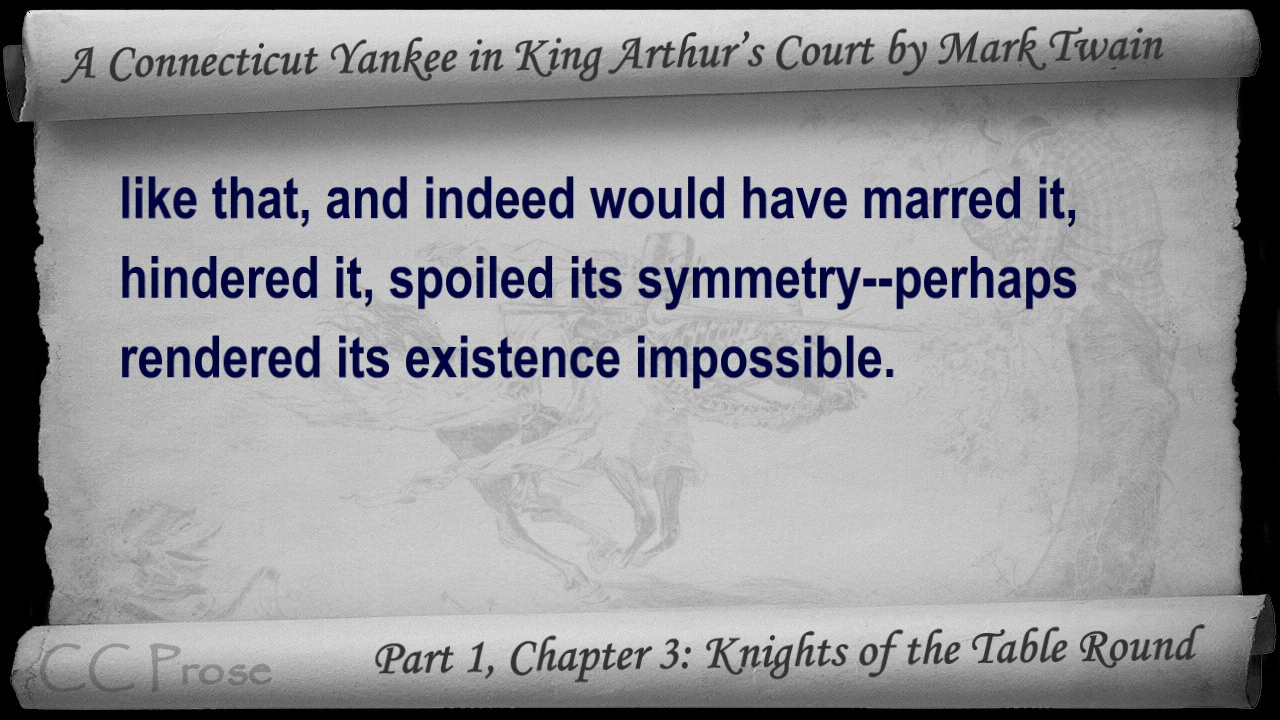 A Connecticut Yankee in King Arthur's Court by Mark Twain
like that, and indeed would have marred it,
hindered it, spoiled its symmetry--perhaps
rendered its existence impossible.
CC Prose
Part 1, Chapter 3: Knights of the Table Round